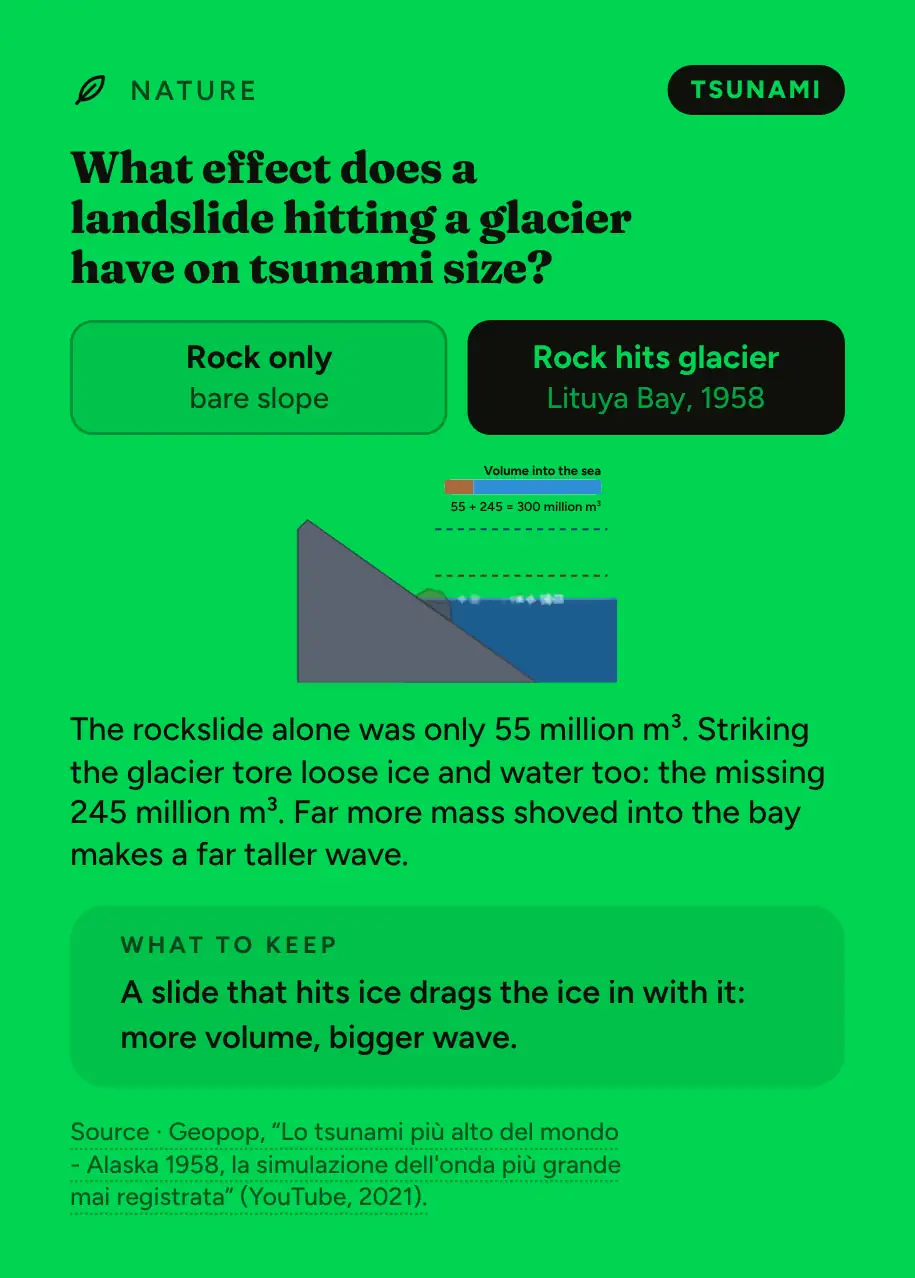 NATURE
TSUNAMI
What effect does a
landslide hitting a glacier
have on tsunami size?
Rock only
bare slope
Rock hits glacier
Lituya Bay, 1958
Volume into the sea
55 + 245 = 300 million m³
The rockslide alone was only 55 million m³. Striking
the glacier tore loose ice and water too: the missing
245 million m³. Far more mass shoved into the bay
makes a far taller wave.
WHAT TO KEEP
A slide that hits ice drags the ice in with it:
more volume, bigger wave.
Source · Geopop, “Lo tsunami più alto del mondo
- Alaska 1958, la simulazione dell'onda più grande
mai registrata” (YouTube, 2021).